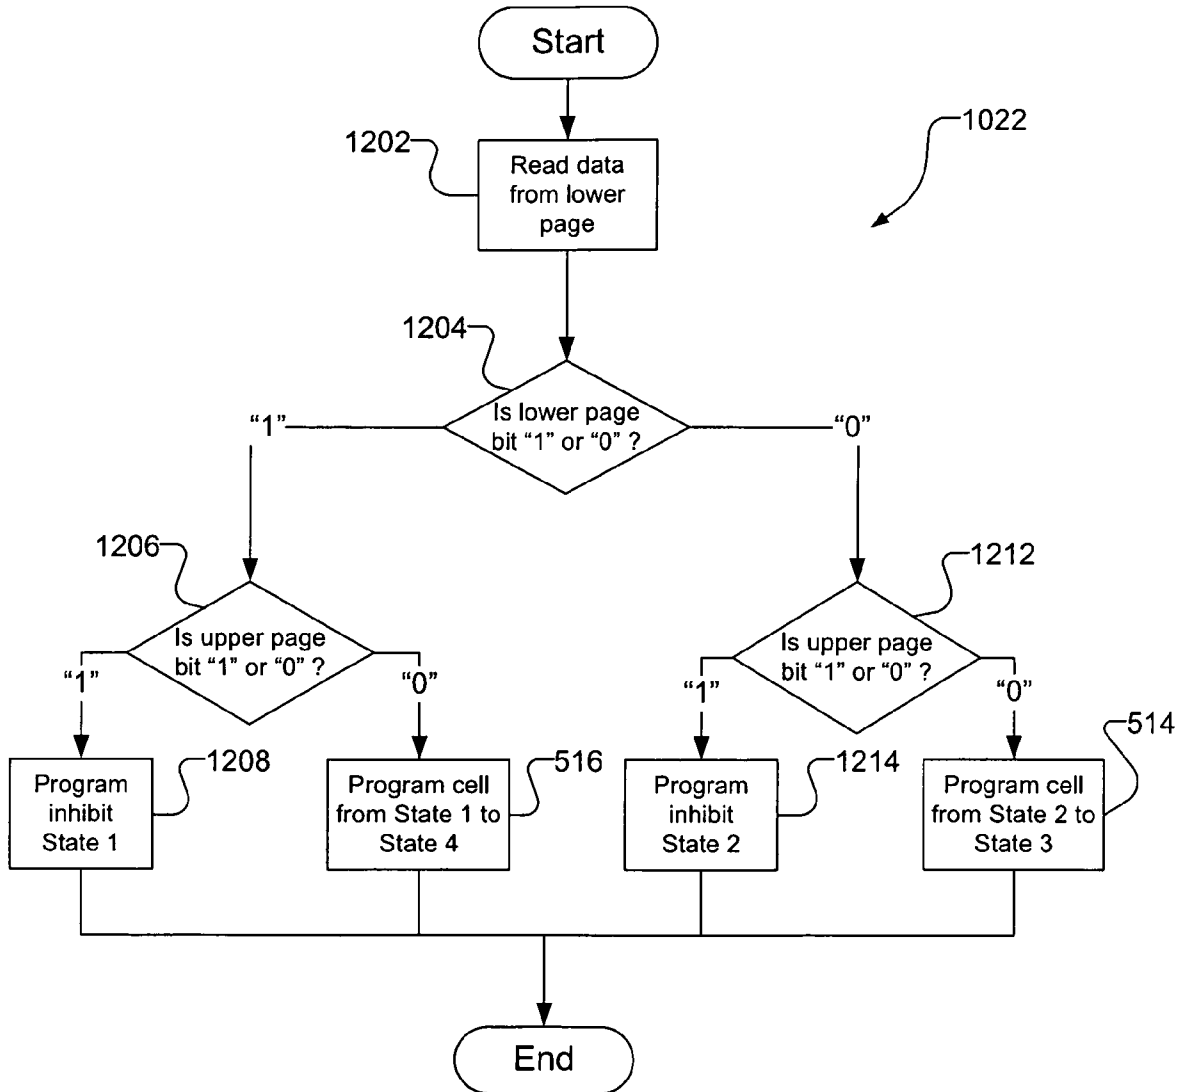 Start
1202
1022
Read data
from lower
page
1204
Is lower page
bit “1” or “0” ?
“1”
“0”
1206
1212
Is upper page
bit “1” or “0” ?
Is upper page
bit “1” or “0” ?
“1”
“0”
“1”
“0”
1208
516
1214
514
Program
inhibit
State 1
Program cell
from State 1 to
State 4
Program
inhibit
State 2
Program cell
from State 2 to
State 3
End